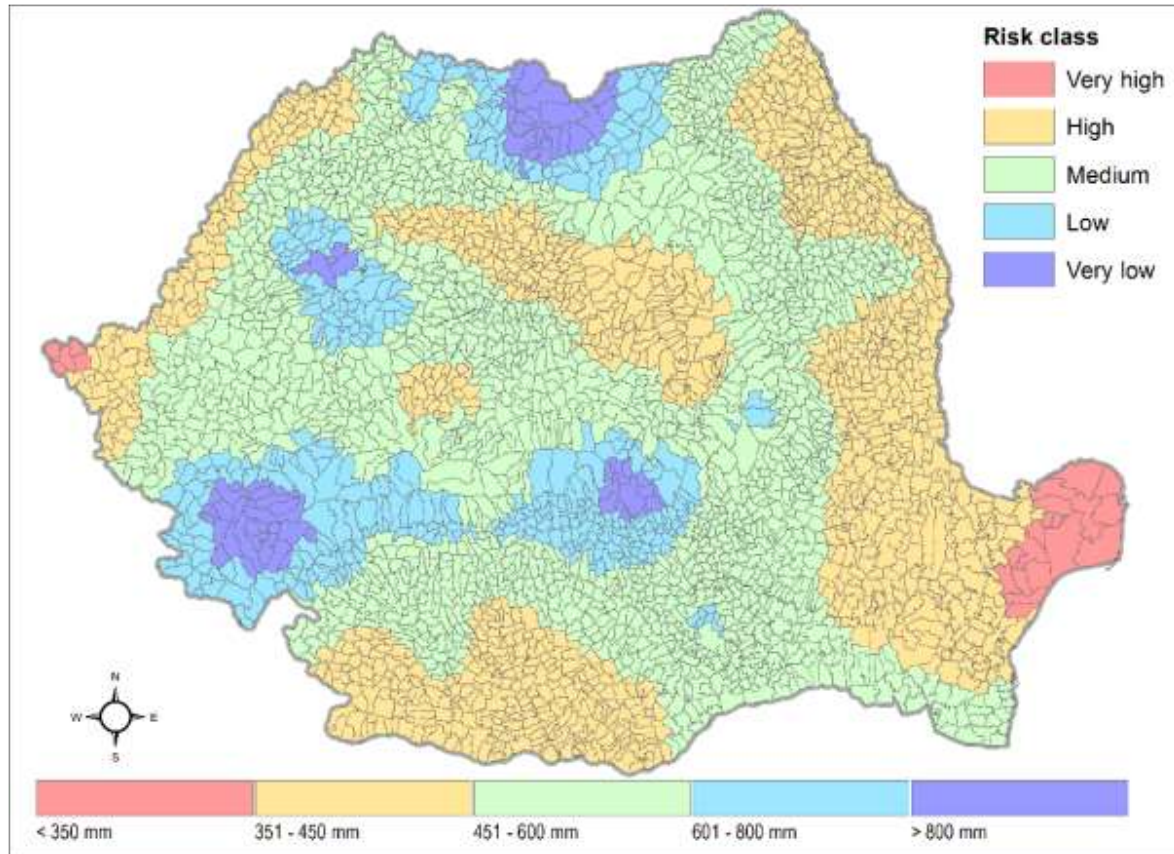 Risk class
Very high
High
Medium
Low
Very low
N
W E
S
< 350 mm 351 - 450 mm 451 - 600 mm 601 - 800 mm > 800 mm